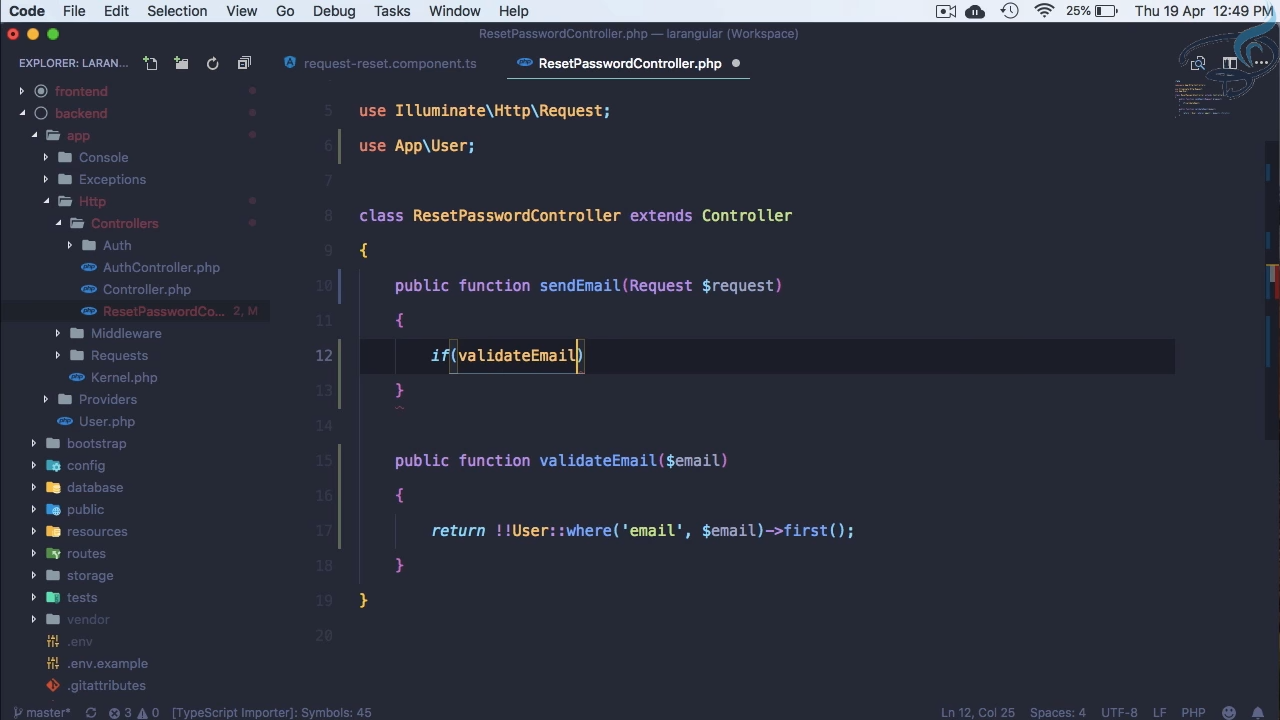 Code File Edit Selection View Go Debug Tasks Window Help 25% Thu 19 Apr 12:49 PM
ResetPasswordController.php — larangular (Workspace)
EXPLORER: LARAN... request-reset.component.ts ResetPasswordController.php
frontend
backend
app
Console
Exceptions
Http
Controllers
Auth
AuthController.php
Controller.php
ResetPasswordCo... 2, M
Middleware
Requests
Kernel.php
Providers
User.php
bootstrap
config
database
public
resources
routes
storage
tests
vendor
.env
.env.example
.gitattributes
5 use Illuminate\Http\Request;
6 use App\User;
7
8 class ResetPasswordController extends Controller
9 {
10 public function sendEmail(Request $request)
11 {
12 if(validateEmail)
13 }
14
15 public function validateEmail($email)
16 {
17 return !!User::where('email', $email)->first();
18 }
19 }
20
master* 3 0 [TypeScript Importer]: Symbols: 45 Ln 12, Col 25 Spaces: 4 UTF-8 LF PHP